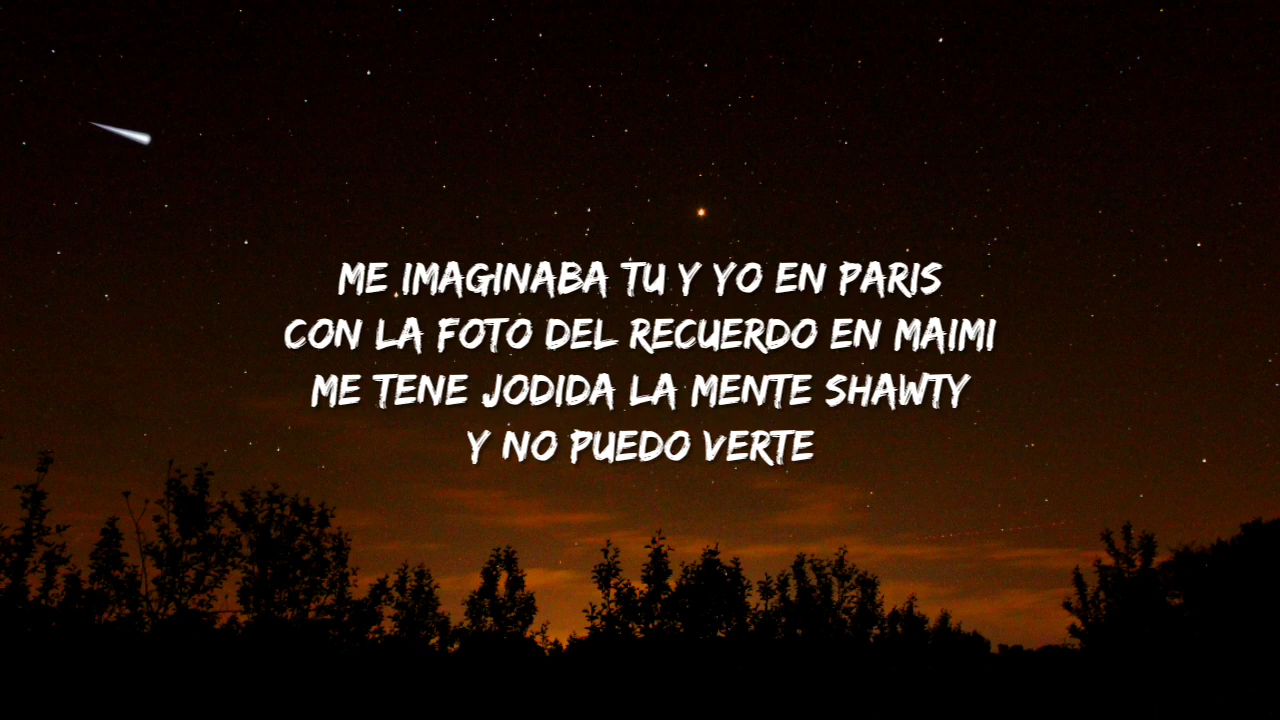 ME IMAGINABA TU Y YO EN PARIS
CON LA FOTO DEL RECUERDO EN MAIMI
ME TENE JODIDA LA MENTE SHAWTY
Y NO PUEDO VERTE